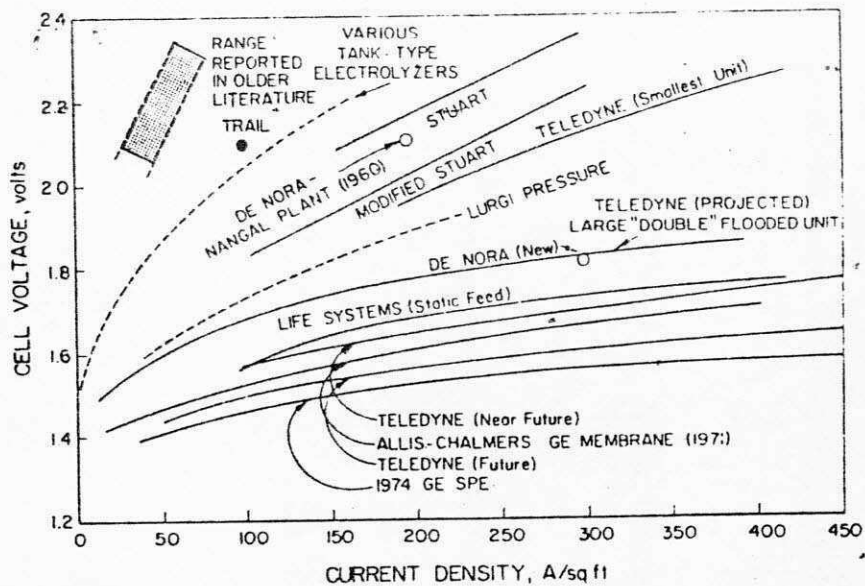 2.4
2.2
2.0
1.8
1.6
1.4
1.2
CELL VOLTAGE, volts
RANGE
REPORTED
IN OLDER
LITERATURE
TRAIL
VARIOUS
TANK-TYPE
ELECTROLYZERS
STUART
DE NORA-
NANGAL PLANT (1960)
MODIFIED STUART
TELEDYNE (Smallest Unit)
LURGI PRESSURE
TELEDYNE (PROJECTED)
LARGE "DOUBLE" FLOODED UNIT
DE NORA (New)
LIFE SYSTEMS (Static Feed)
TELEDYNE (Near Future)
ALLIS-CHALMERS GE MEMBRANE (1971)
TELEDYNE (Future)
1974 GE SPE
0 50 100 150 200 250 300 350 400 450
CURRENT DENSITY, A/sq ft